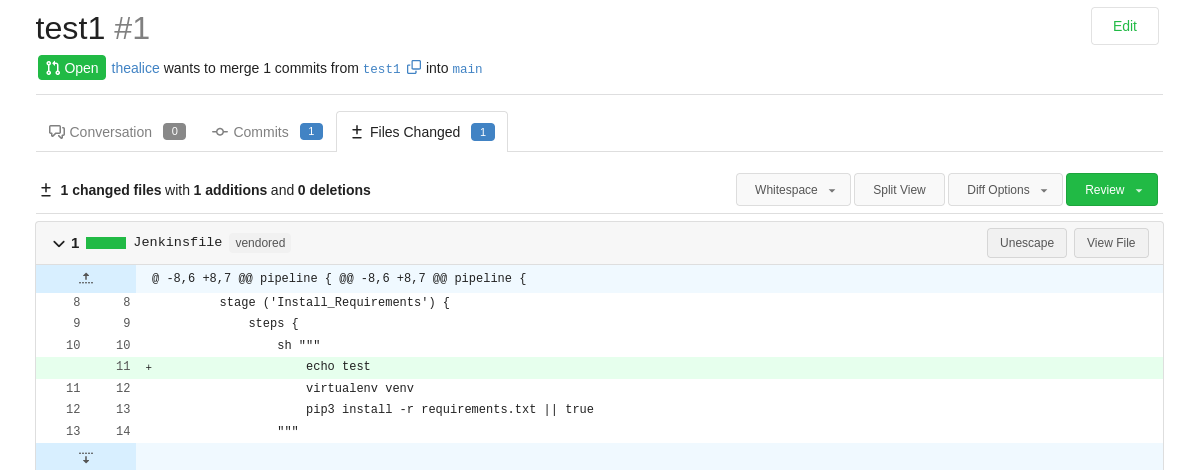 test1 #1
Edit
Open thealice wants to merge 1 commits from test1 into main
Conversation 0 Commits 1 Files Changed 1
1 changed files with 1 additions and 0 deletions
Whitespace Split View Diff Options Review
1 Jenkinsfile vendored Unescape View File
@ -8,6 +8,7 @@ pipeline { @@ -8,6 +8,7 @@ pipeline {
8 8 stage ('Install_Requirements') {
9 9 steps {
10 10 sh """
11 + echo test
11 12 virtualenv venv
12 13 pip3 install -r requirements.txt || true
13 14 """